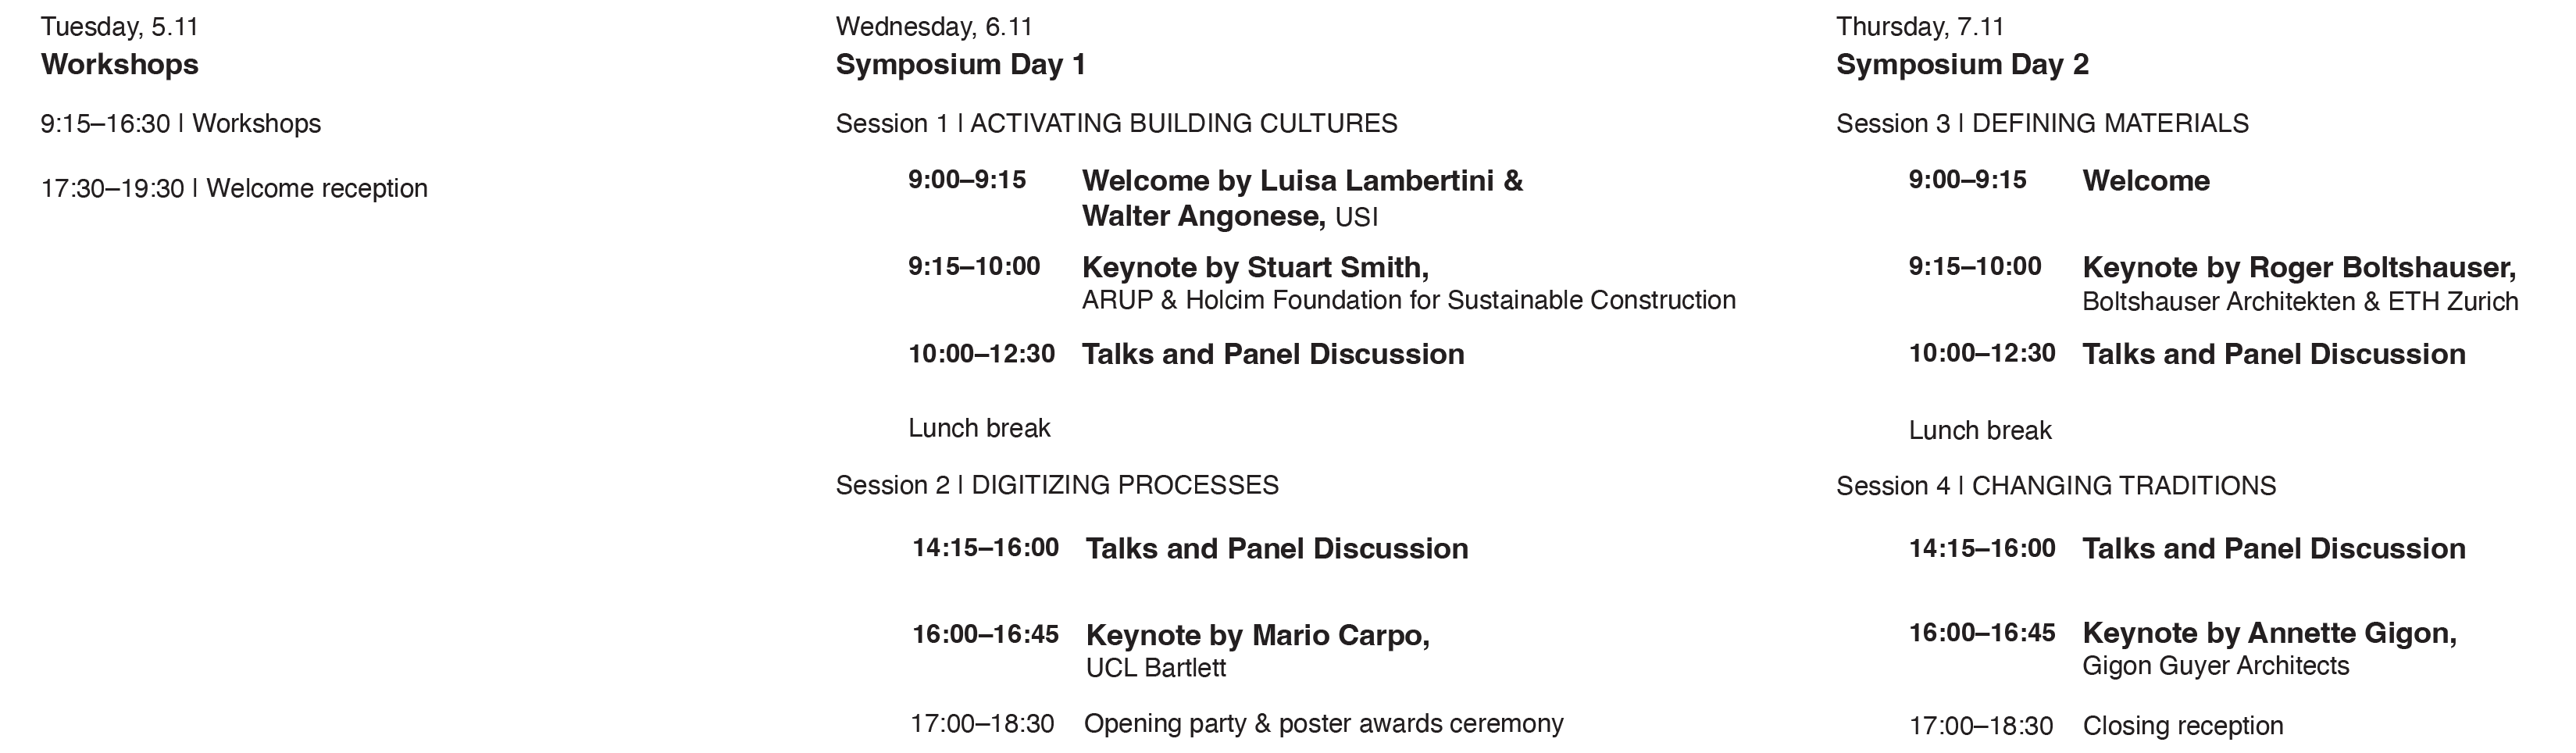 Tuesday, 5.11
Workshops
9:15–16:30 | Workshops
17:30–19:30 | Welcome reception
Wednesday, 6.11
Symposium Day 1
Session 1 | ACTIVATING BUILDING CULTURES
9:00–9:15 Welcome by Luisa Lambertini &
Walter Angonese, USI
9:15–10:00 Keynote by Stuart Smith,
ARUP & Holcim Foundation for Sustainable Construction
10:00–12:30 Talks and Panel Discussion
Lunch break
Session 2 | DIGITIZING PROCESSES
14:15–16:00 Talks and Panel Discussion
16:00–16:45 Keynote by Mario Carpo,
UCL Bartlett
17:00–18:30 Opening party & poster awards ceremony
Thursday, 7.11
Symposium Day 2
Session 3 | DEFINING MATERIALS
9:00–9:15 Welcome
9:15–10:00 Keynote by Roger Boltshauser,
Boltshauser Architekten & ETH Zurich
10:00–12:30 Talks and Panel Discussion
Lunch break
Session 4 | CHANGING TRADITIONS
14:15–16:00 Talks and Panel Discussion
16:00–16:45 Keynote by Annette Gigon,
Gigon Guyer Architects
17:00–18:30 Closing reception